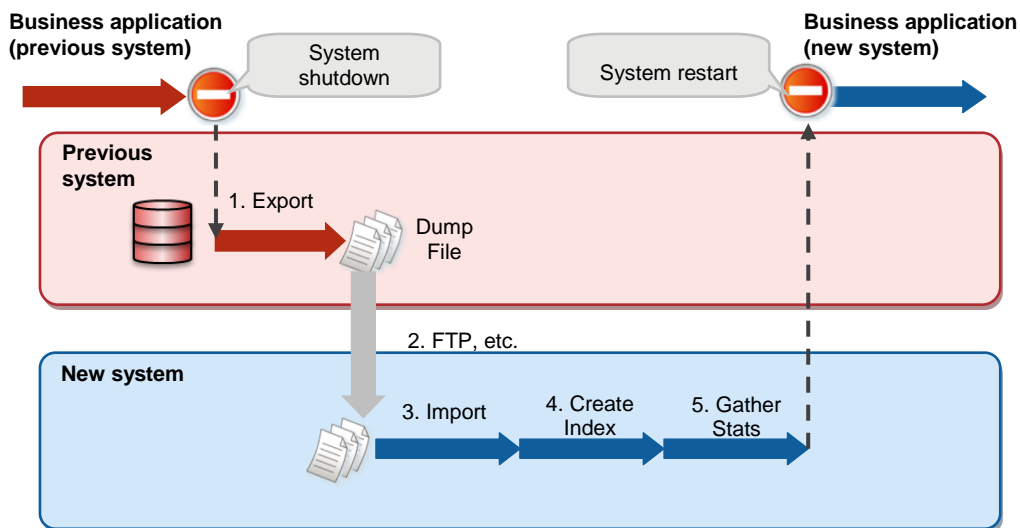 Business application
(previous system)
System
shutdown
System restart
Business application
(new system)
Previous
system
1. Export
Dump
File
2. FTP, etc.
New system
3. Import
4. Create
Index
5. Gather
Stats